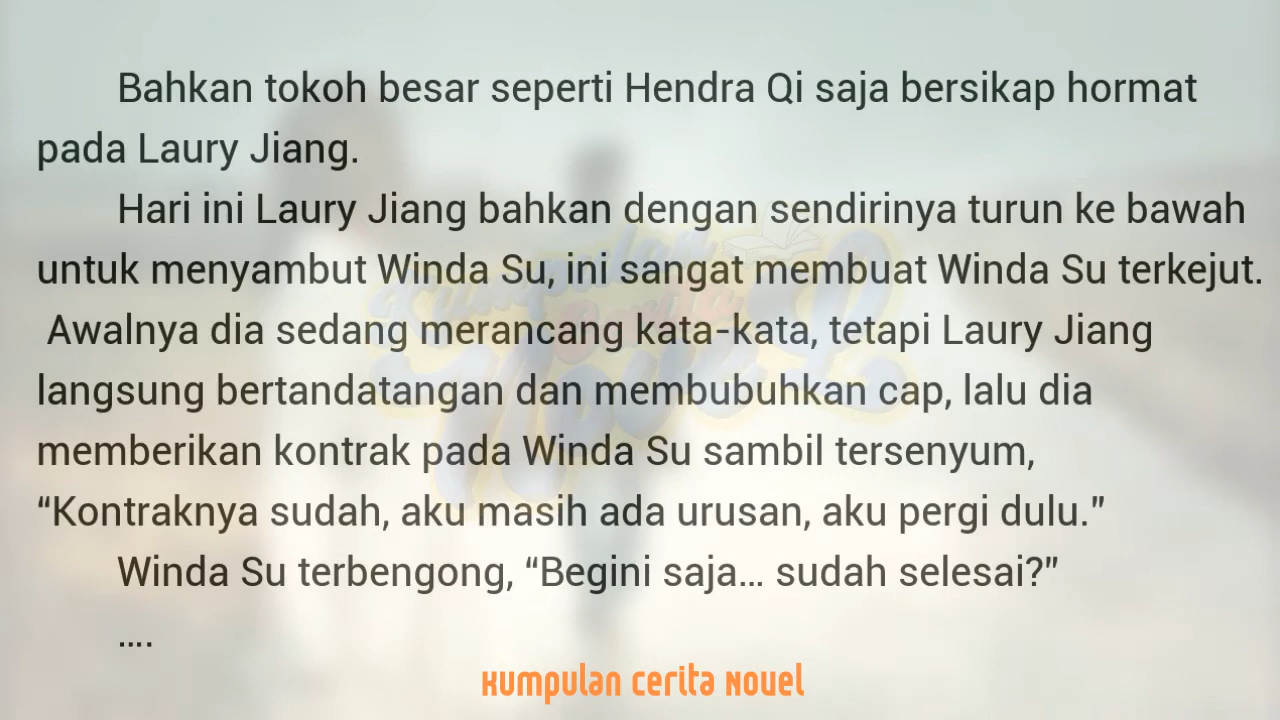 Bahkan tokoh besar seperti Hendra Qi saja bersikap hormat
pada Laury Jiang.
Hari ini Laury Jiang bahkan dengan sendirinya turun ke bawah
untuk menyambut Winda Su, ini sangat membuat Winda Su terkejut.
Awalnya dia sedang merancang kata-kata, tetapi Laury Jiang
langsung bertandatangan dan membubuhkan cap, lalu dia
memberikan kontrak pada Winda Su sambil tersenyum,
“Kontraknya sudah, aku masih ada urusan, aku pergi dulu.”
Winda Su terbengong, “Begini saja... sudah selesai?”
....
Kumpulan Cerita Novel